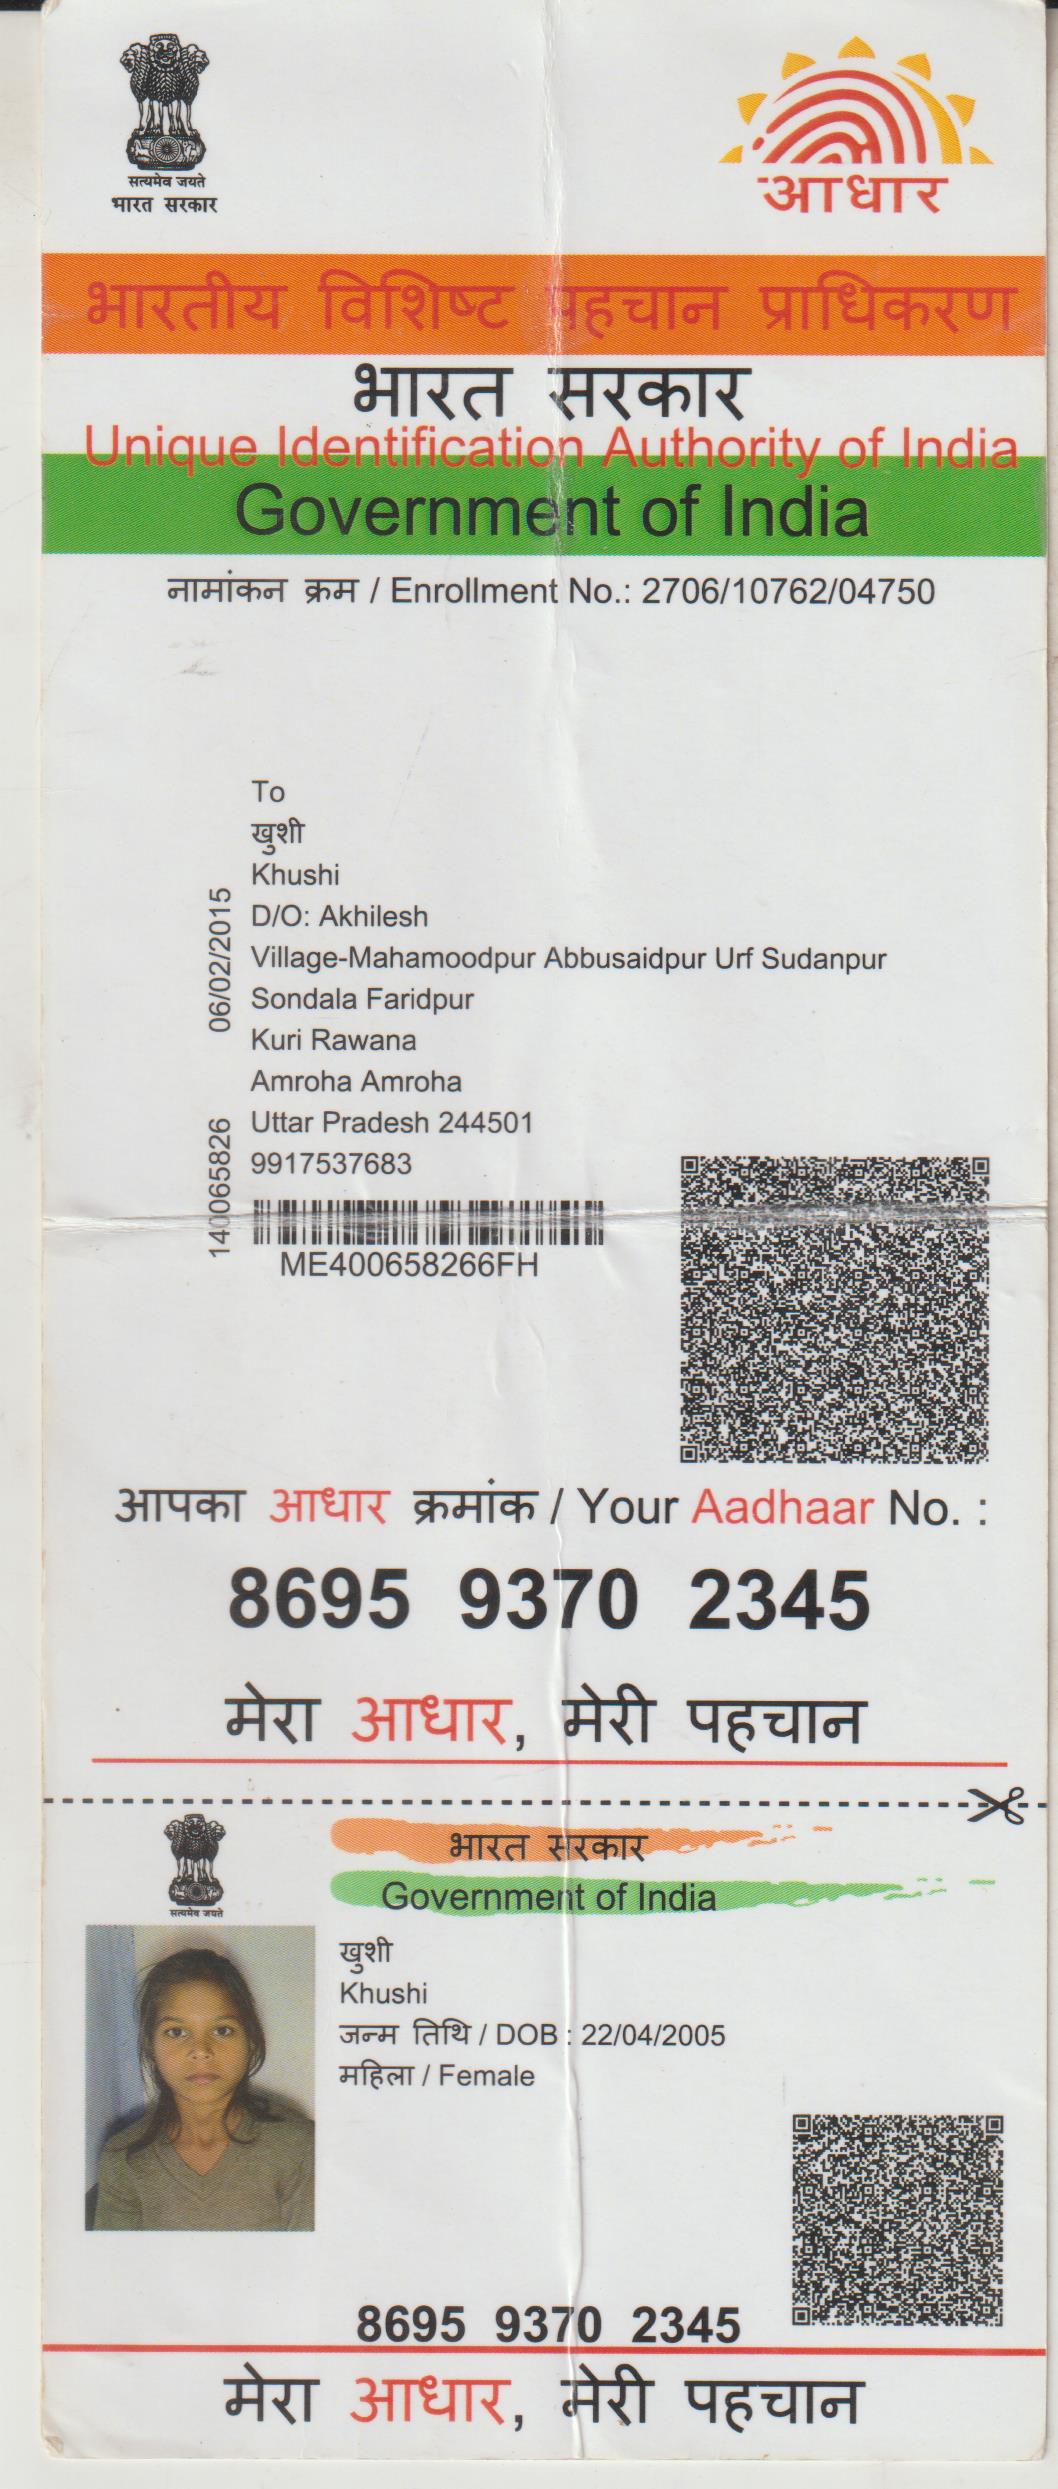 सत्यमेव जयते
भारत सरकार
आधार
भारतीय विशिष्ट पहचान प्राधिकरण
भारत सरकार
Unique Identification Authority of India
Government of India
नामांकन क्रम / Enrollment No.: 2706/10762/04750
To
खुशी
Khushi
D/O: Akhilesh
Village-Mahamoodpur Abbusaidpur Urf Sudanpur
Sondala Faridpur
Kuri Rawana
Amroha Amroha
Uttar Pradesh 244501
9917537683
06/02/2015
14065826
ME400658266FH
आपका आधार क्रमांक / Your Aadhaar No. :
8695 9370 2345
मेरा आधार, मेरी पहचान
सत्यमेव जयते
भारत सरकार
Government of India
खुशी
Khushi
जन्म तिथि / DOB : 22/04/2005
महिला / Female
8695 9370 2345
मेरा आधार, मेरी पहचान